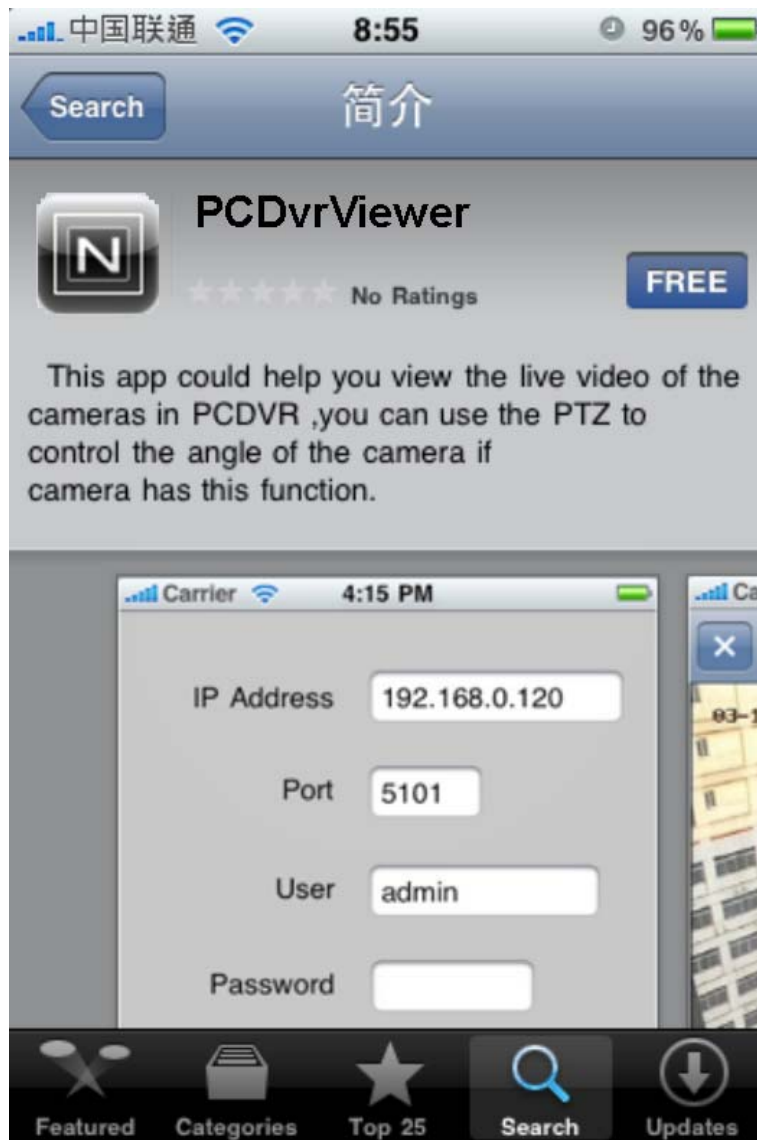 中国联通 8:55 96%
Search 简介
N
PCDvrViewer
No Ratings FREE
This app could help you view the live video of the
cameras in PCDVR ,you can use the PTZ to
control the angle of the camera if
camera has this function.
Carrier 4:15 PM
IP Address 192.168.0.120
Port 5101
User admin
Password
Featured Categories Top 25 Search Updates